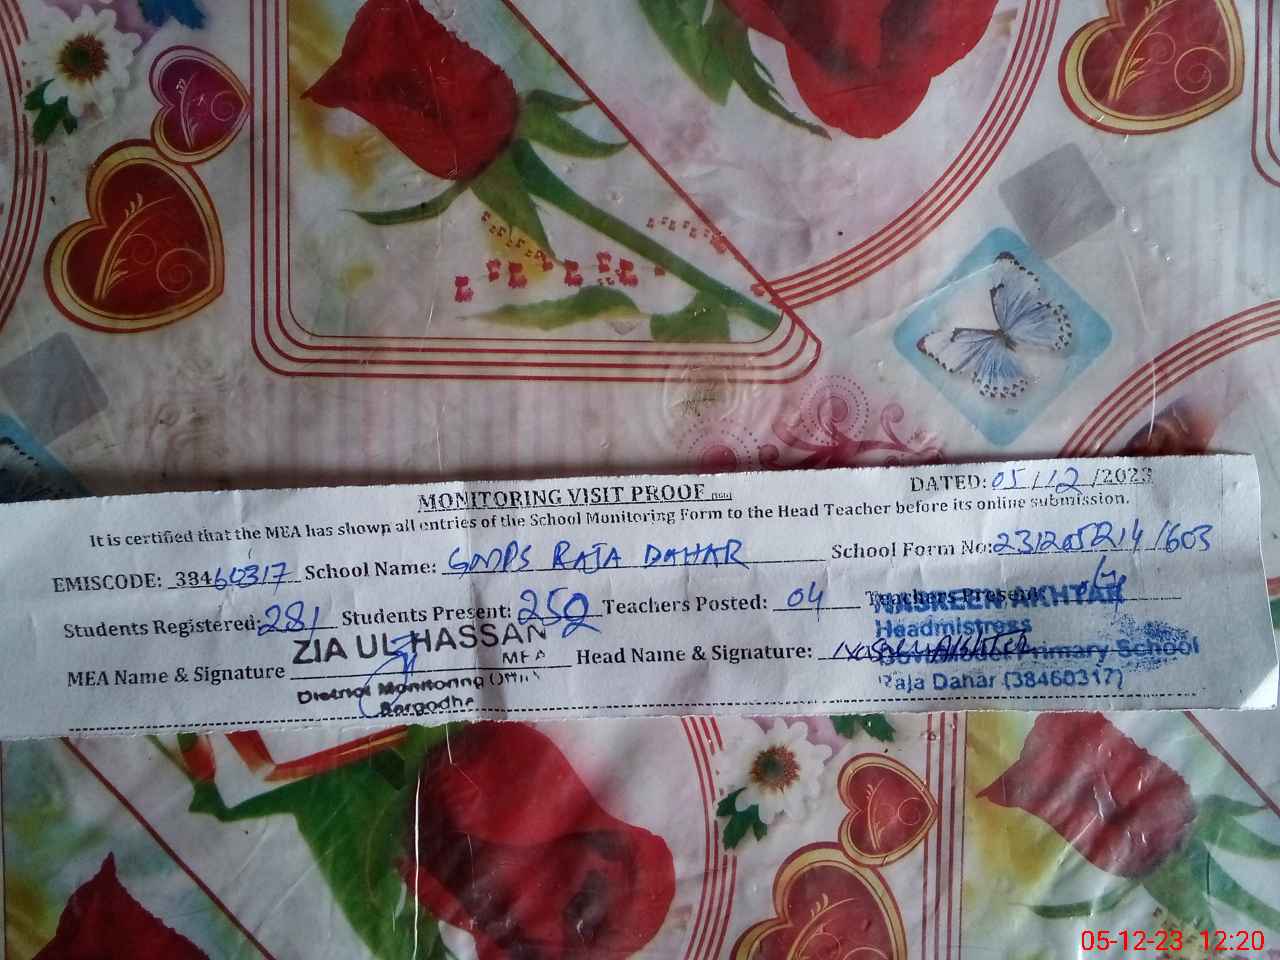 MONITORING VISIT PROOF
DATED: 05/12/2023
It is certified that the MEA has shown all entries of the School Monitoring Form to the Head Teacher before its online submission.
EMISCODE: 38460317 School Name: GMPS RAJA DAHAR School Form No: /603
Students Registered: 281 Students Present: 250 Teachers Posted: 04 Teachers Present:
NASREEN AKHTAR
Headmistress
ZIA UL HASSAN
MEA
MEA Name & Signature Head Name & Signature:
Primary School
District Monitoring
Raja Dahar (38460317)
05-12-23 12:20